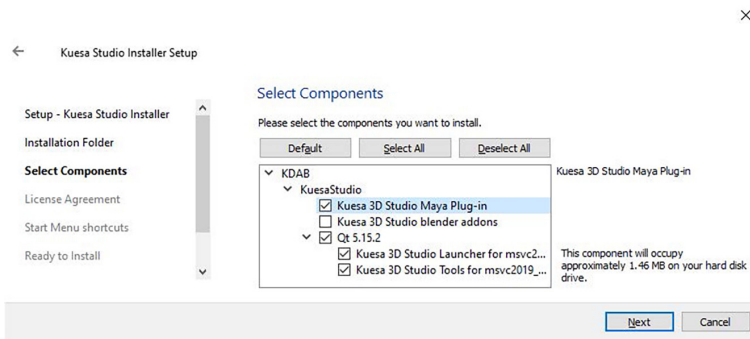 Kuesa Studio Installer Setup
Setup - Kuesa Studio Installer
Installation Folder
Select Components
License Agreement
Start Menu shortcuts
Ready to Install
Select Components
Please select the components you want to install.
Default
Select All
Deselect All
KDAB
KuesaStudio
Kuesa 3D Studio Maya Plug-in
Kuesa 3D Studio blender addons
Qt 5.15.2
Kuesa 3D Studio Launcher for msvc2...
Kuesa 3D Studio Tools for msvc2019_...
Kuesa 3D Studio Maya Plug-in
This component will occupy
approximately 1.46 MB on your hard disk
drive.
Next
Cancel